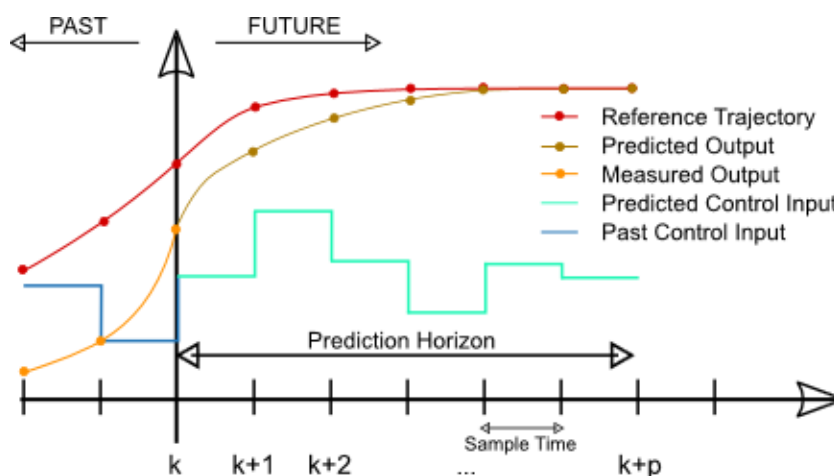 PAST
FUTURE
Reference Trajectory
Predicted Output
Measured Output
Predicted Control Input
Past Control Input
Prediction Horizon
Sample Time
k
k+1
k+2
...
k+p